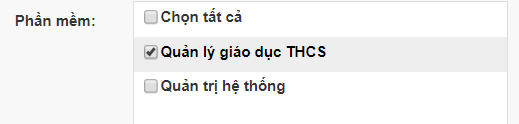 Phần mềm:
Chọn tất cả
Quản lý giáo dục THCS
Quản trị hệ thống